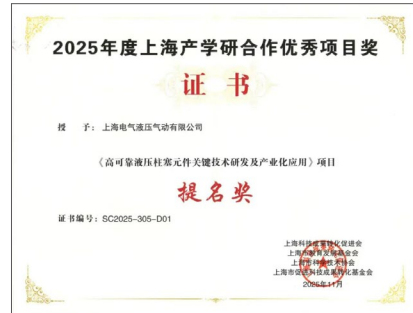 2025年度上海产学研合作优秀项目奖
证书
授 予：上海电气液压气动有限公司
《高可靠液压柱塞元件关键技术研发及产业化应用》项目
提名奖
证书编号：SC2025-305-D01
上海科技成果转化促进会
上海市教育发展基金会
上海市科学技术协会
上海市促进科技成果转化基金会
2025年11月